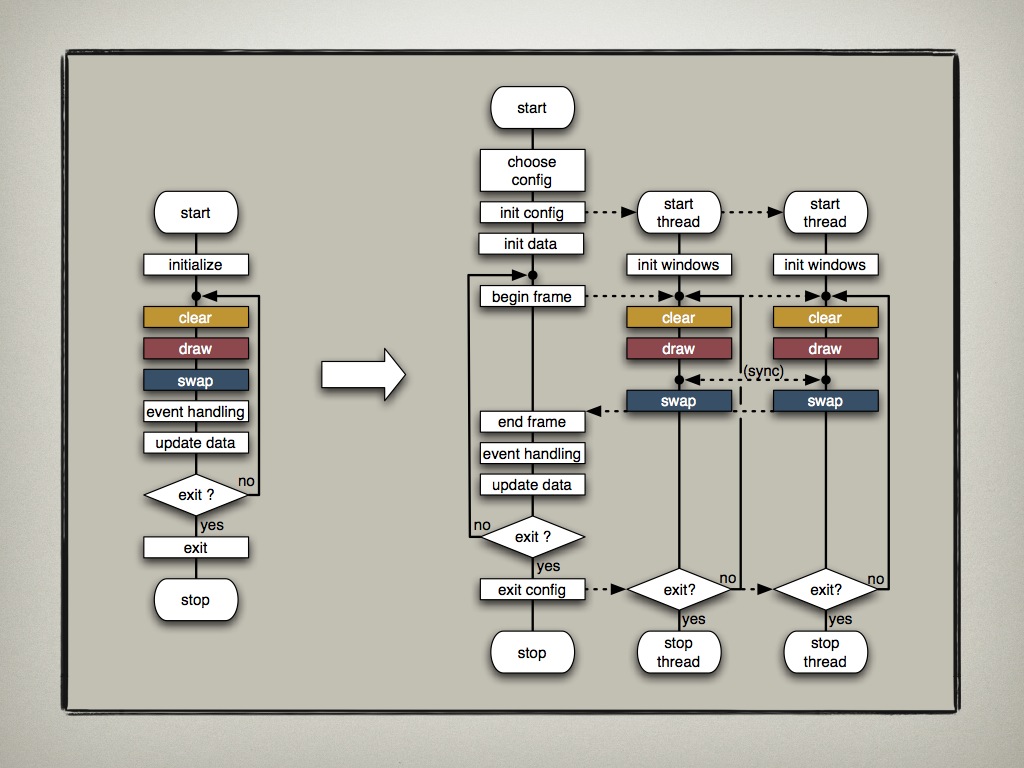 start
initialize
clear
draw
swap
event handling
update data
exit ?
no
yes
exit
stop
start
choose
config
init config
init data
begin frame
end frame
event handling
update data
no
exit ?
yes
exit config
stop
start
thread
init windows
clear
draw
(sync)
swap
exit?
no
yes
stop
thread
start
thread
init windows
clear
draw
swap
exit?
no
yes
stop
thread